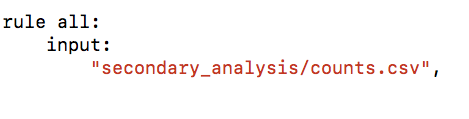 rule all:
    input:
        "secondary_analysis/counts.csv",